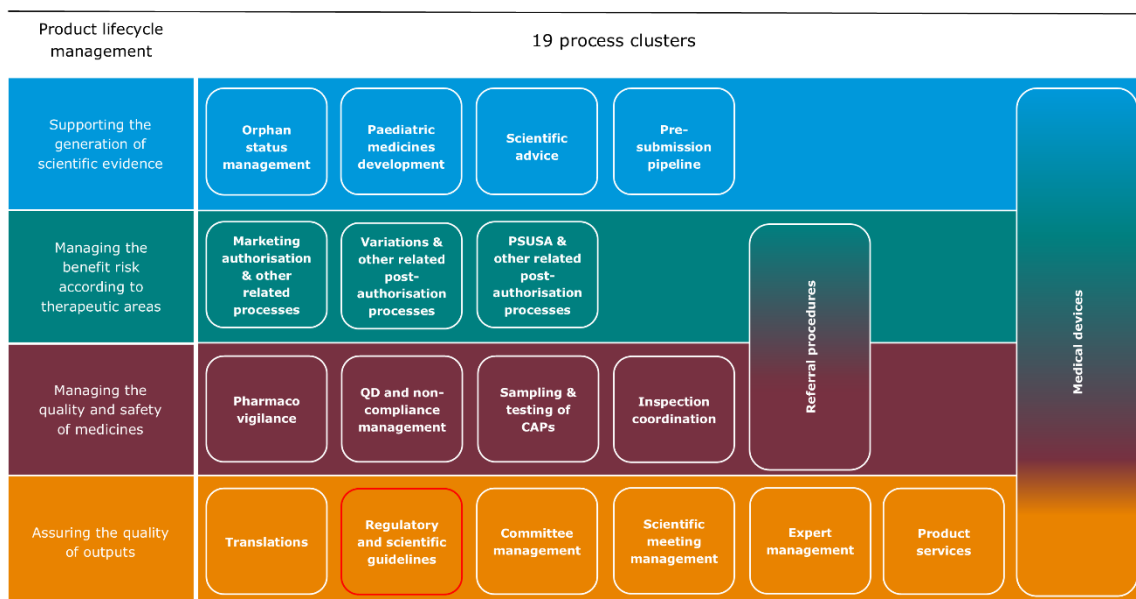 Product lifecycle
management
19 process clusters
Supporting the
generation of
scientific evidence
Orphan
status
management
Paediatric
medicines
development
Scientific
advice
Pre-
submission
pipeline
Managing the
benefit risk
according to
therapeutic areas
Marketing
authorisation
& other
related
processes
Variations &
other related
post-
authorisation
processes
PSUSA &
other related
post-
authorisation
processes
Referral procedures
Medical devices
Managing the
quality and safety
of medicines
Pharmaco
vigilance
QD and non-
compliance
management
Sampling &
testing of
CAPs
Inspection
coordination
Assuring the quality
of outputs
Translations
Regulatory
and scientific
guidelines
Committee
management
Scientific
meeting
management
Expert
management
Product
services